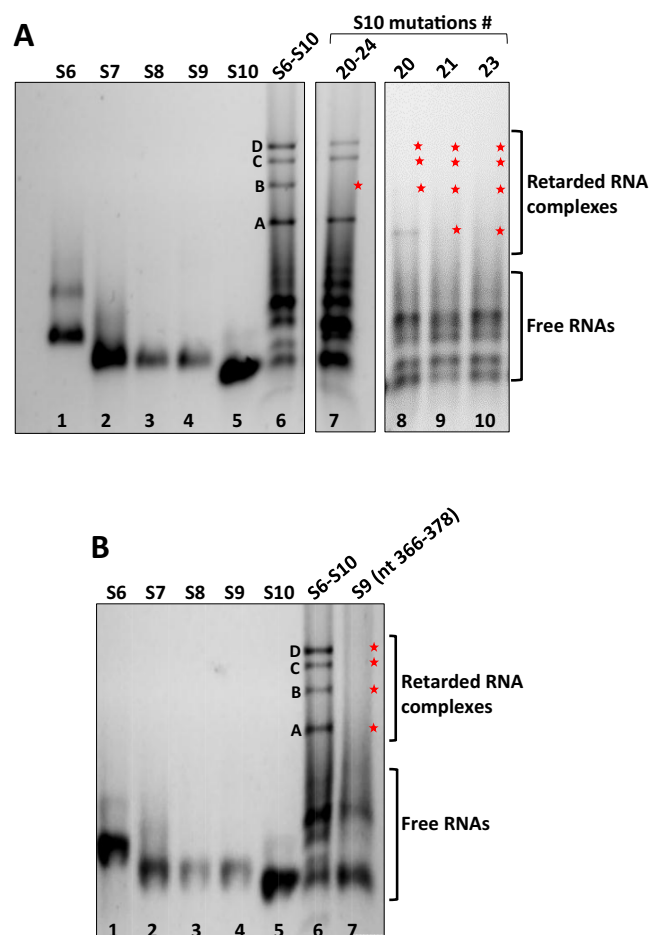 A
S10 mutations #
S6 S7 S8 S9 S10 S6-S10 20-24 20 21 23
D
C
B
A
Retarded RNA
complexes
Free RNAs
1 2 3 4 5 6 7 8 9 10
B
S6 S7 S8 S9 S10 S6-S10 S9 (nt 366-378)
D
C
B
A
Retarded RNA
complexes
Free RNAs
1 2 3 4 5 6 7